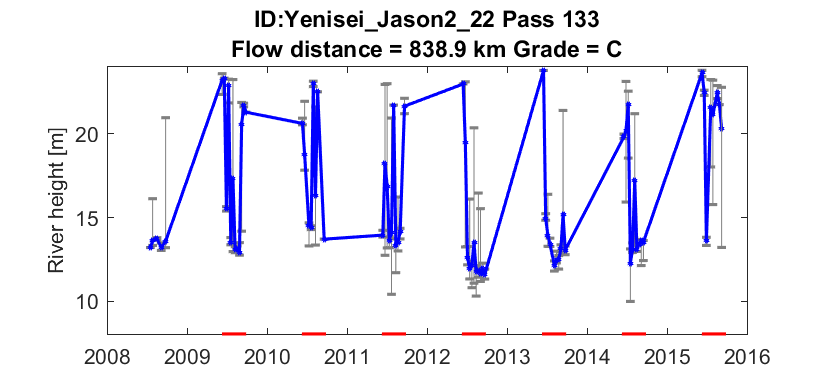 ID:Yenisei_Jason2_22 Pass 133
Flow distance = 838.9 km Grade = C
River height [m]
20
15
10
2008 2009 2010 2011 2012 2013 2014 2015 2016